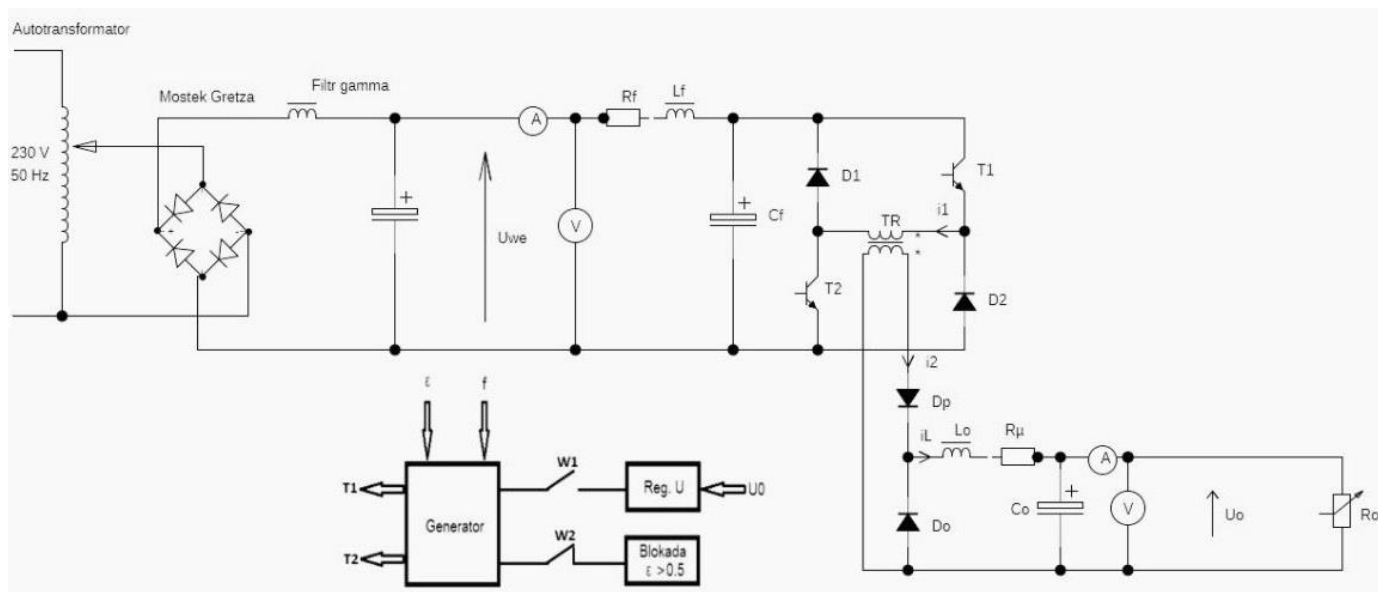 Autotransformator
Mostek Gretza
Filtr gamma
230 V
50 Hz
+
-
+
A
Uwe
V
Rf
Lf
+
Cf
D1
T1
TR
i1
*
*
T2
D2
i2
Dp
iL
Lo
Rμ
A
+
Co
V
Uo
Ro
Do
ε
f
T1
T2
Generator
W1
Reg. U
U0
W2
Blokada
ε >0.5